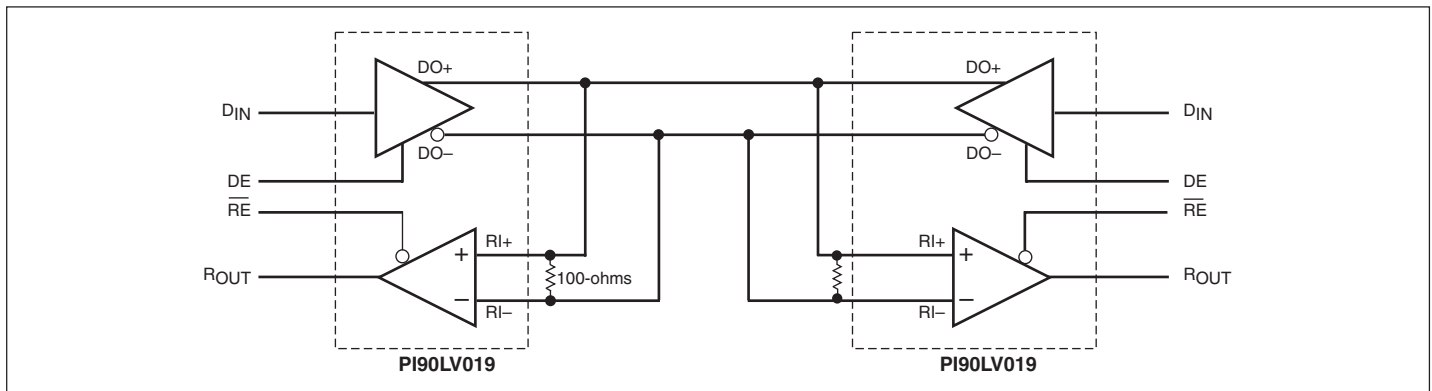 DO+
DO+
DIN
DIN
DO–
DO–
DE
DE
RE
RE
RI+
RI+
+
+
ROUT
100-ohms
ROUT
–
–
RI–
RI–
PI90LV019
PI90LV019